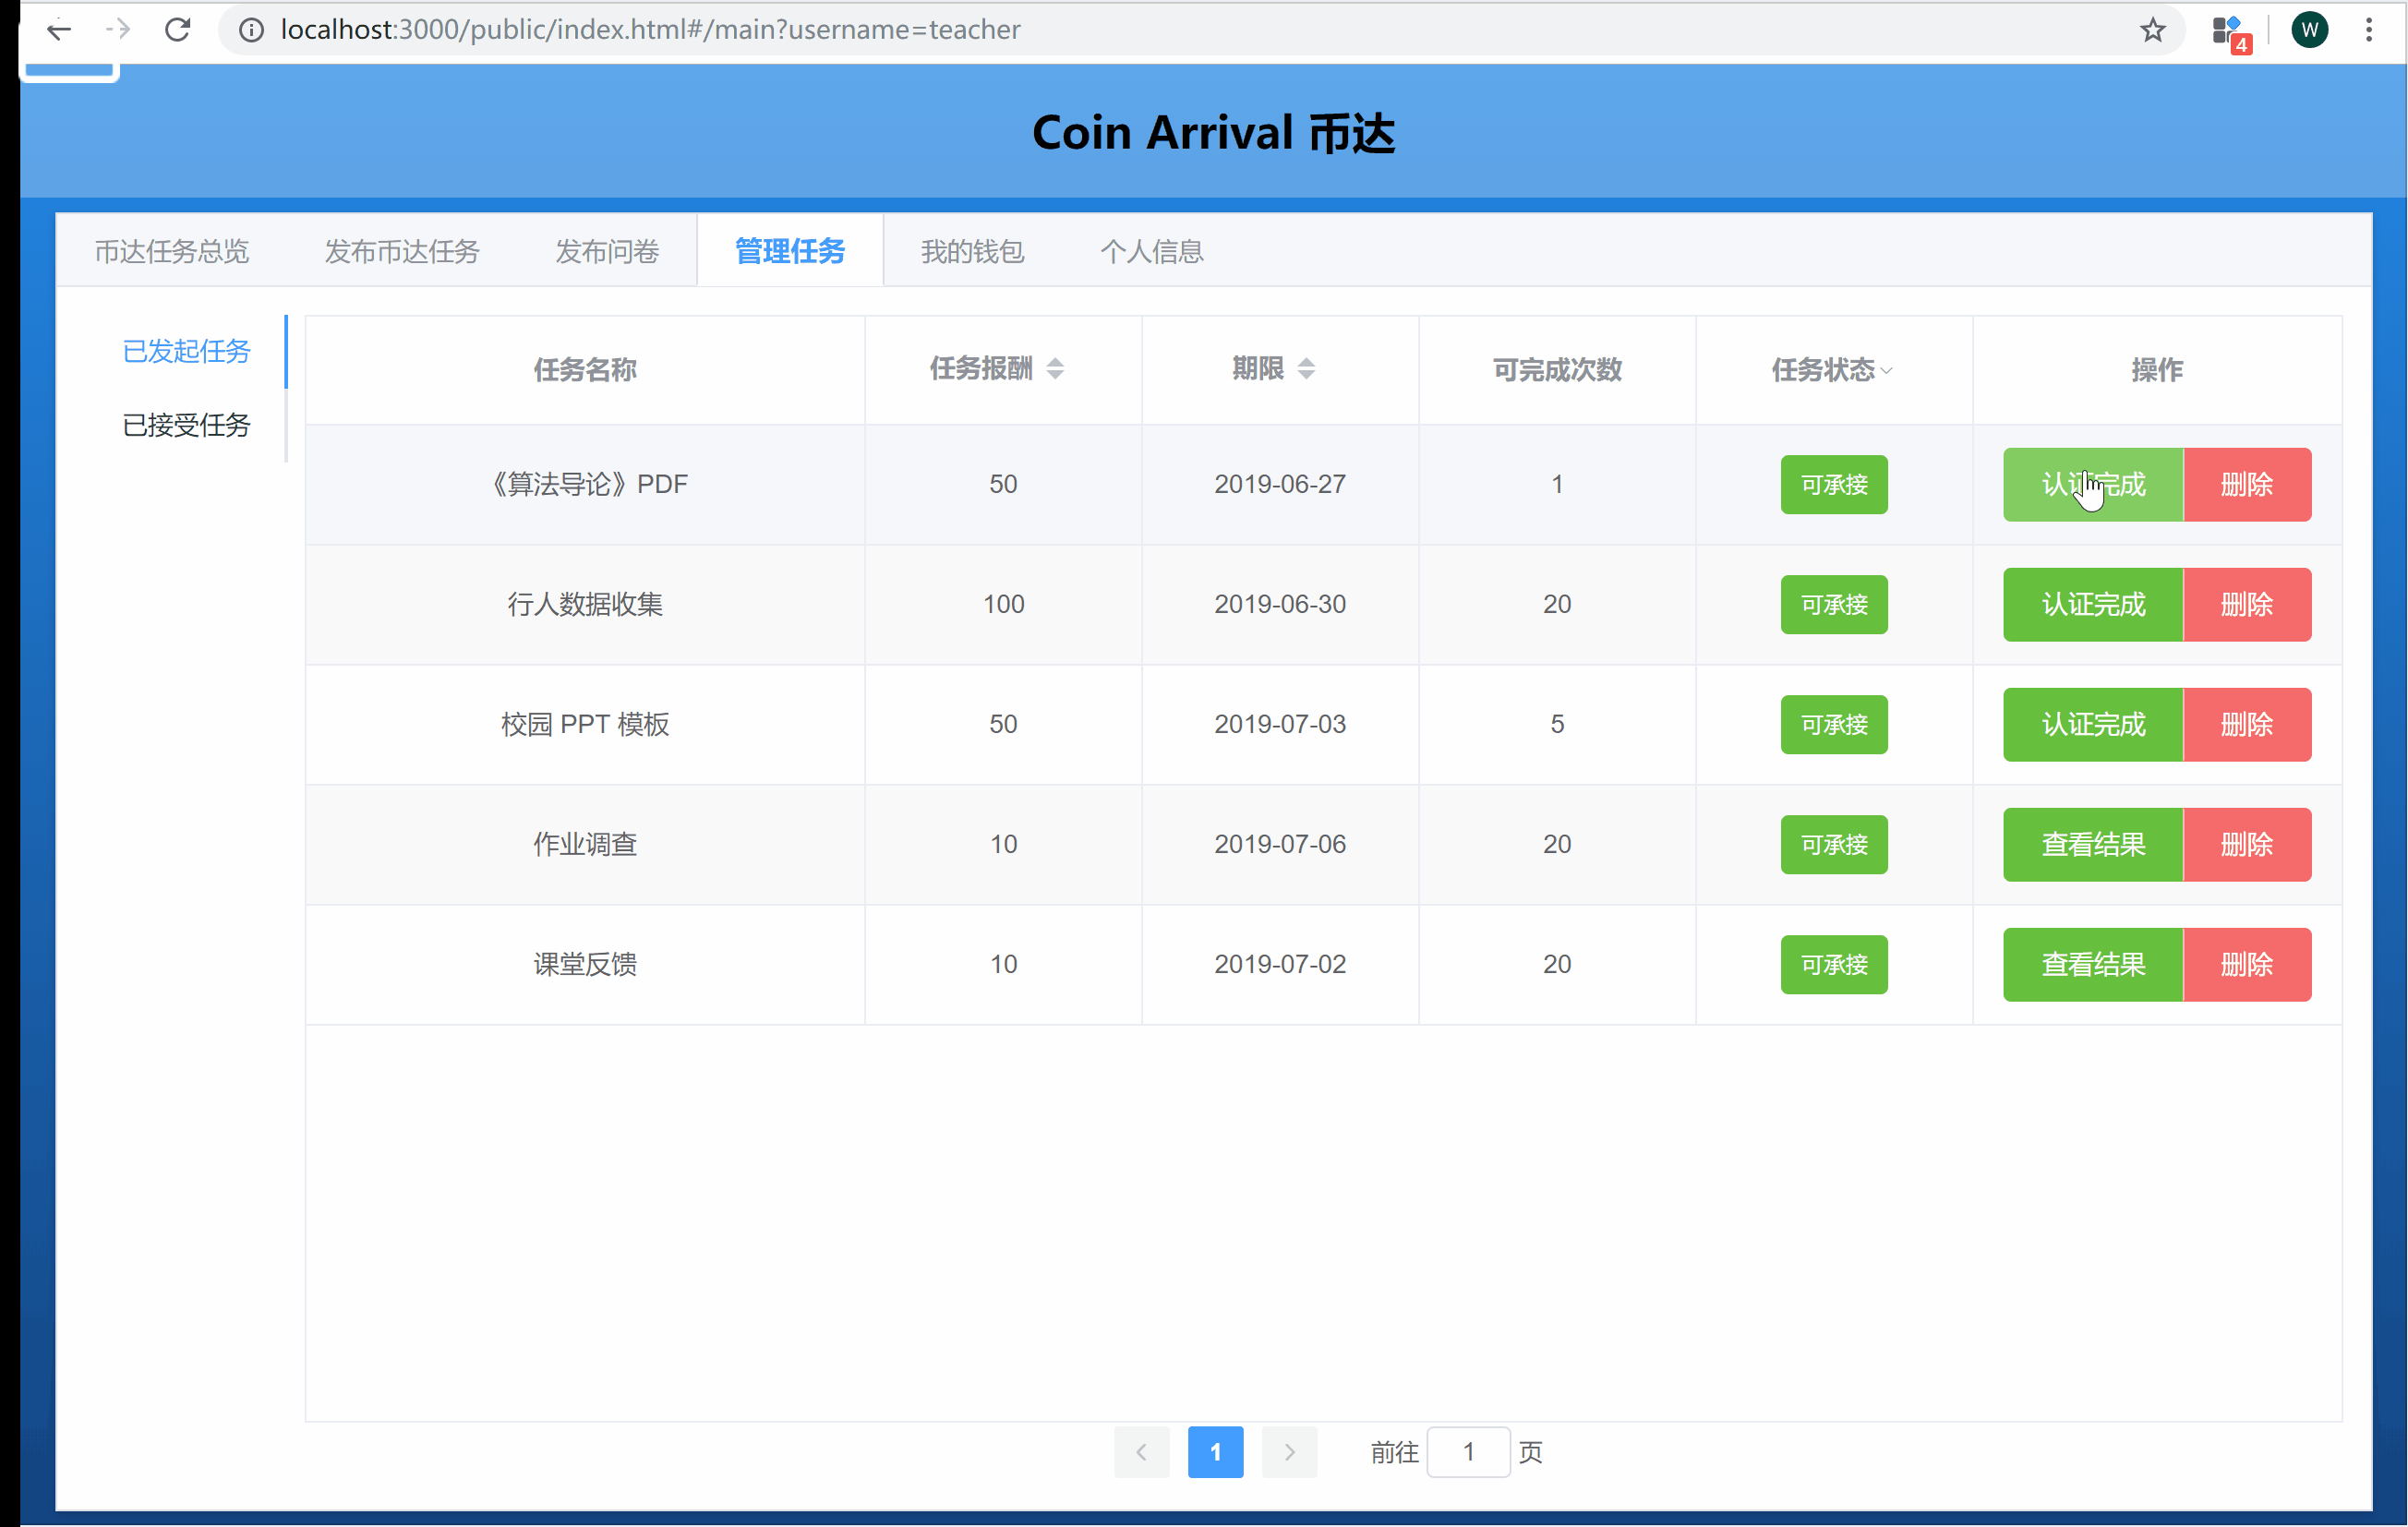 localhost:3000/public/index.html#/main?username=teacher
4
W
Coin Arrival 币达
币达任务总览 发布币达任务 发布问卷 管理任务 我的钱包 个人信息
已发起任务
已接受任务
任务名称 任务报酬 期限 可完成次数 任务状态 操作
《算法导论》PDF 50 2019-06-27 1 可承接 认证完成 删除
行人数据收集 100 2019-06-30 20 可承接 认证完成 删除
校园 PPT 模板 50 2019-07-03 5 可承接 认证完成 删除
作业调查 10 2019-07-06 20 可承接 查看结果 删除
课堂反馈 10 2019-07-02 20 可承接 查看结果 删除
1 前往 1 页